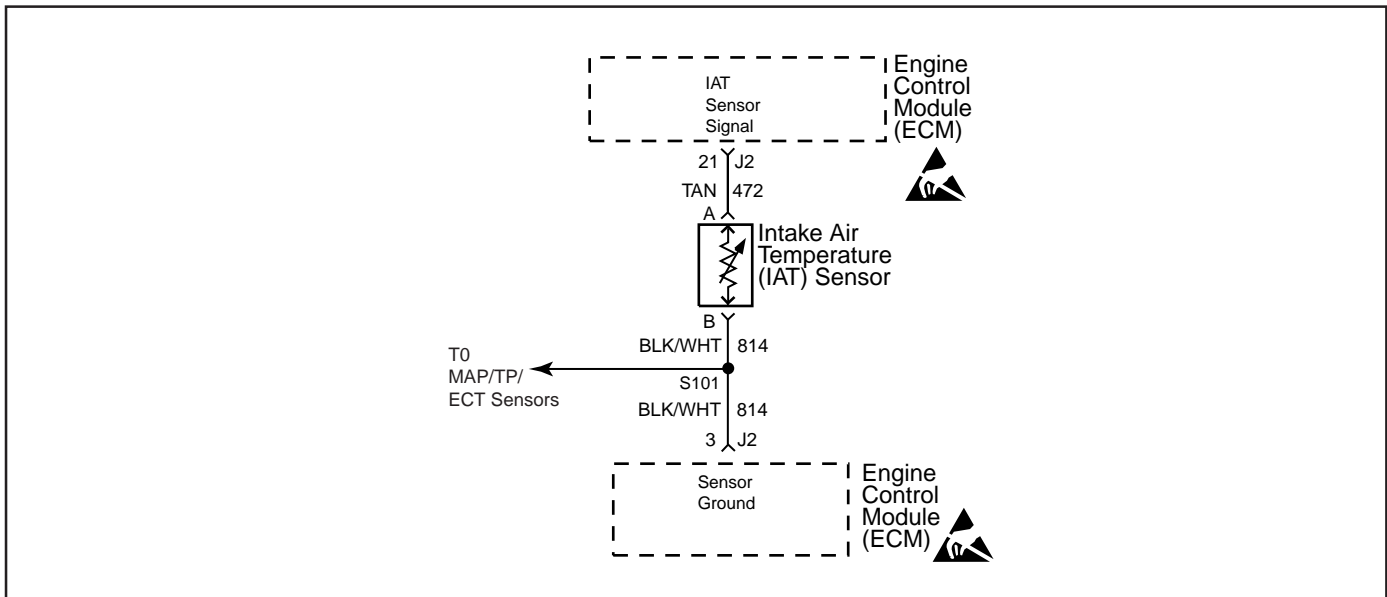 IAT
Sensor
Signal
Engine
Control
Module
(ECM)
21 J2
TAN 472
A
Intake Air
Temperature
(IAT) Sensor
B
BLK/WHT 814
T0
MAP/TP/
ECT Sensors
S101
BLK/WHT 814
3 J2
Sensor
Ground
Engine
Control
Module
(ECM)